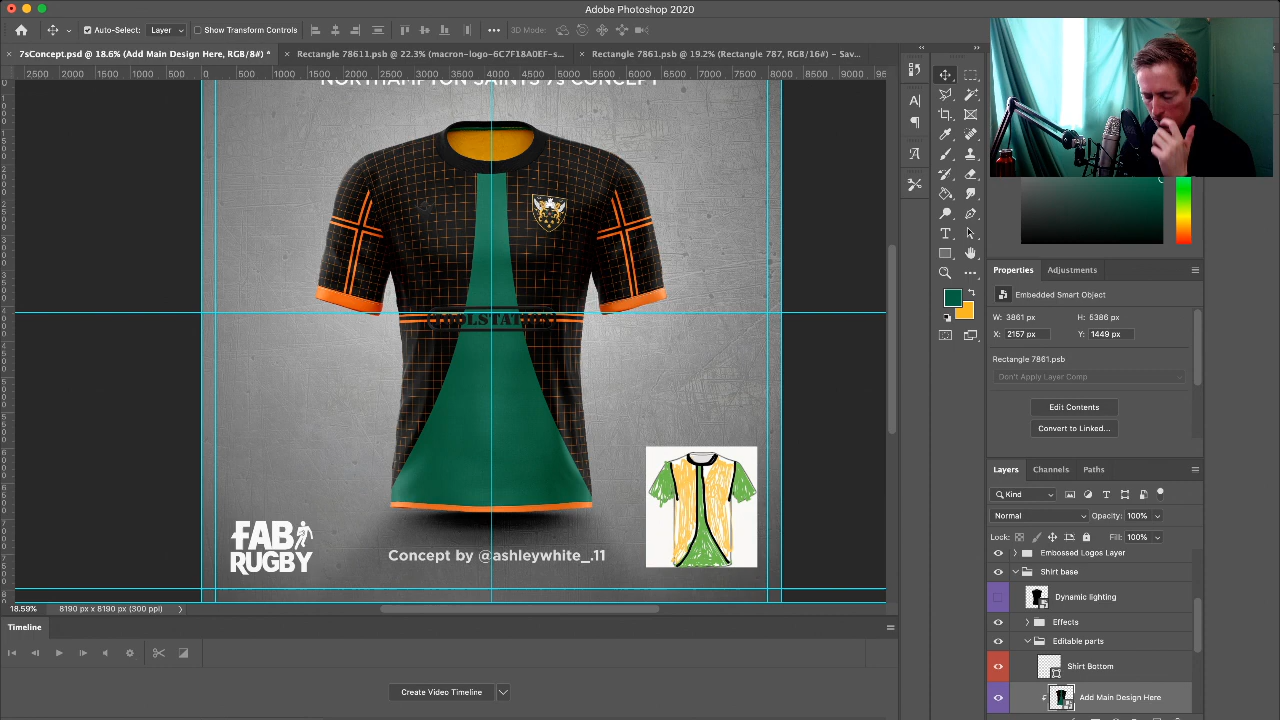 Adobe Photoshop 2020
Auto-Select: Layer Show Transform Controls 3D Mode:
7sConcept.psd @ 18.6% (Add Main Design Here, RGB/8#) *
Rectangle 78611.psb @ 22.3% (macron-logo-6C7F18A0EF-s...
Rectangle 7861.psb @ 19.2% (Rectangle 787, RGB/16#) — Sav...
2500 2000 1500 1000 500 0 500 1000 1500 2000 2500 3000 3500 4000 4500 5000 5500 6000 6500 7000 7500 8000 8500 9000
NORTHAMPTON SAINTS 7s CONCEPT
FAB
RUGBY
Concept by @ashleywhite_.11
Properties Adjustments
Embedded Smart Object
W: 3861 px H: 5386 px
X: 2157 px Y: 1449 px
Rectangle 7861.psb
Don't Apply Layer Comp
Edit Contents
Convert to Linked...
Layers Channels Paths
Kind
Normal Opacity: 100%
Lock: Fill: 100%
Embossed Logos Layer
Shirt base
Dynamic lighting
Effects
Editable parts
Shirt Bottom
Add Main Design Here
18.59% 8190 px x 8190 px (300 ppi)
Timeline
Create Video Timeline